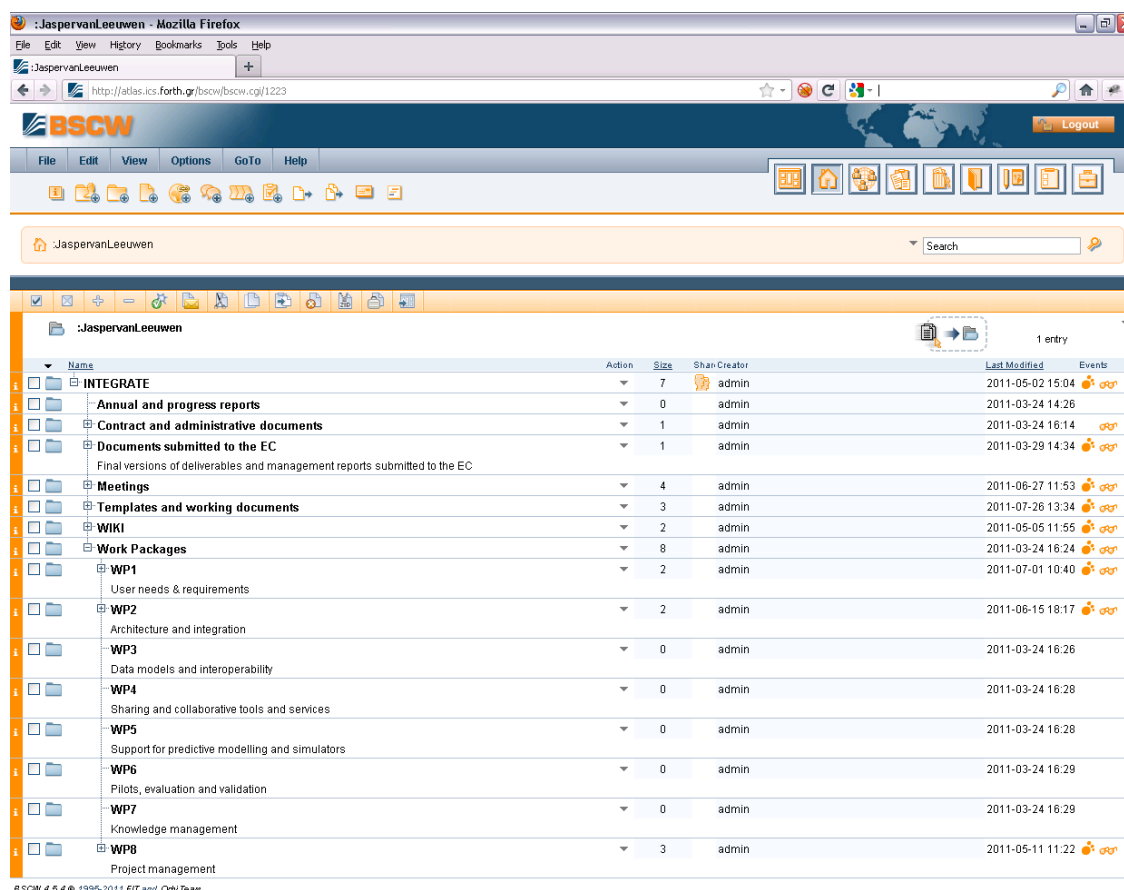 :JaspervanLeeuwen - Mozilla Firefox
File Edit View History Bookmarks Tools Help
:JaspervanLeeuwen
http://atlas.ics.forth.gr/bscw/bscw.cgi/1223
BSCW
Logout
File Edit View Options GoTo Help
:JaspervanLeeuwen Search
:JaspervanLeeuwen
1 entry
Name Action Size Shar Creator Last Modified Events
INTEGRATE 7 admin 2011-05-02 15:04
Annual and progress reports 0 admin 2011-03-24 14:26
Contract and administrative documents 1 admin 2011-03-24 16:14
Documents submitted to the EC 1 admin 2011-03-29 14:34
Final versions of deliverables and management reports submitted to the EC
Meetings 4 admin 2011-06-27 11:53
Templates and working documents 3 admin 2011-07-26 13:34
WIKI 2 admin 2011-05-05 11:55
Work Packages 8 admin 2011-03-24 16:24
WP1 2 admin 2011-07-01 10:40
User needs & requirements
WP2 2 admin 2011-06-15 18:17
Architecture and integration
WP3 0 admin 2011-03-24 16:26
Data models and interoperability
WP4 0 admin 2011-03-24 16:28
Sharing and collaborative tools and services
WP5 0 admin 2011-03-24 16:28
Support for predictive modelling and simulators
WP6 0 admin 2011-03-24 16:29
Pilots, evaluation and validation
WP7 0 admin 2011-03-24 16:29
Knowledge management
WP8 3 admin 2011-05-11 11:22
Project management
BSCW 4.5.4 © 1995-2011 FIT and OrbiTeam